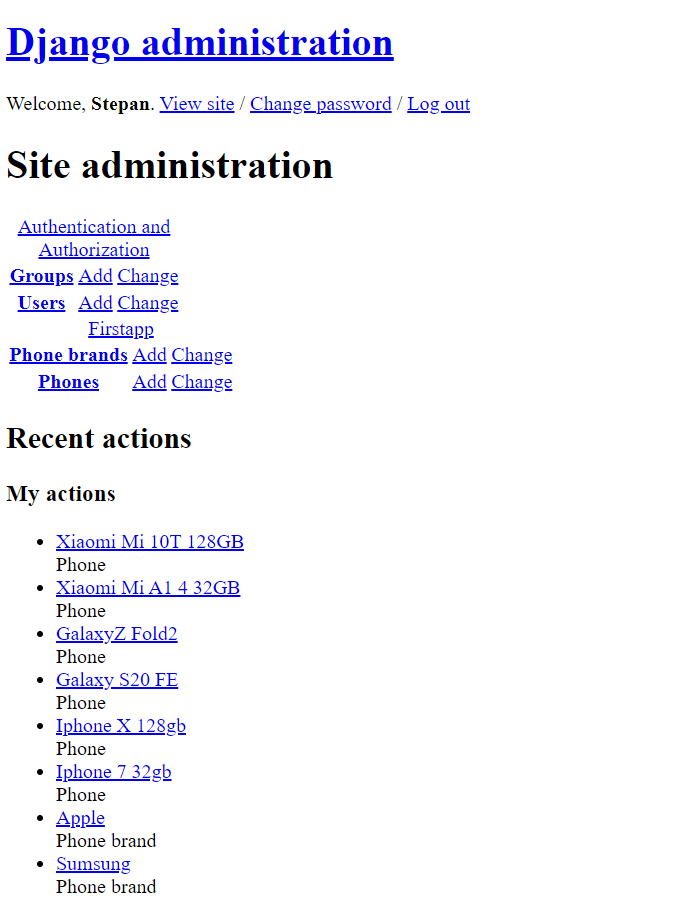 Django administration
Welcome, Stepan. View site / Change password / Log out
Site administration
Authentication and
Authorization
Groups Add Change
Users Add Change
Firstapp
Phone brands Add Change
Phones Add Change
Recent actions
My actions
Xiaomi Mi 10T 128GB
Phone
Xiaomi Mi A1 4 32GB
Phone
GalaxyZ Fold2
Phone
Galaxy S20 FE
Phone
Iphone X 128gb
Phone
Iphone 7 32gb
Phone
Apple
Phone brand
Sumsung
Phone brand